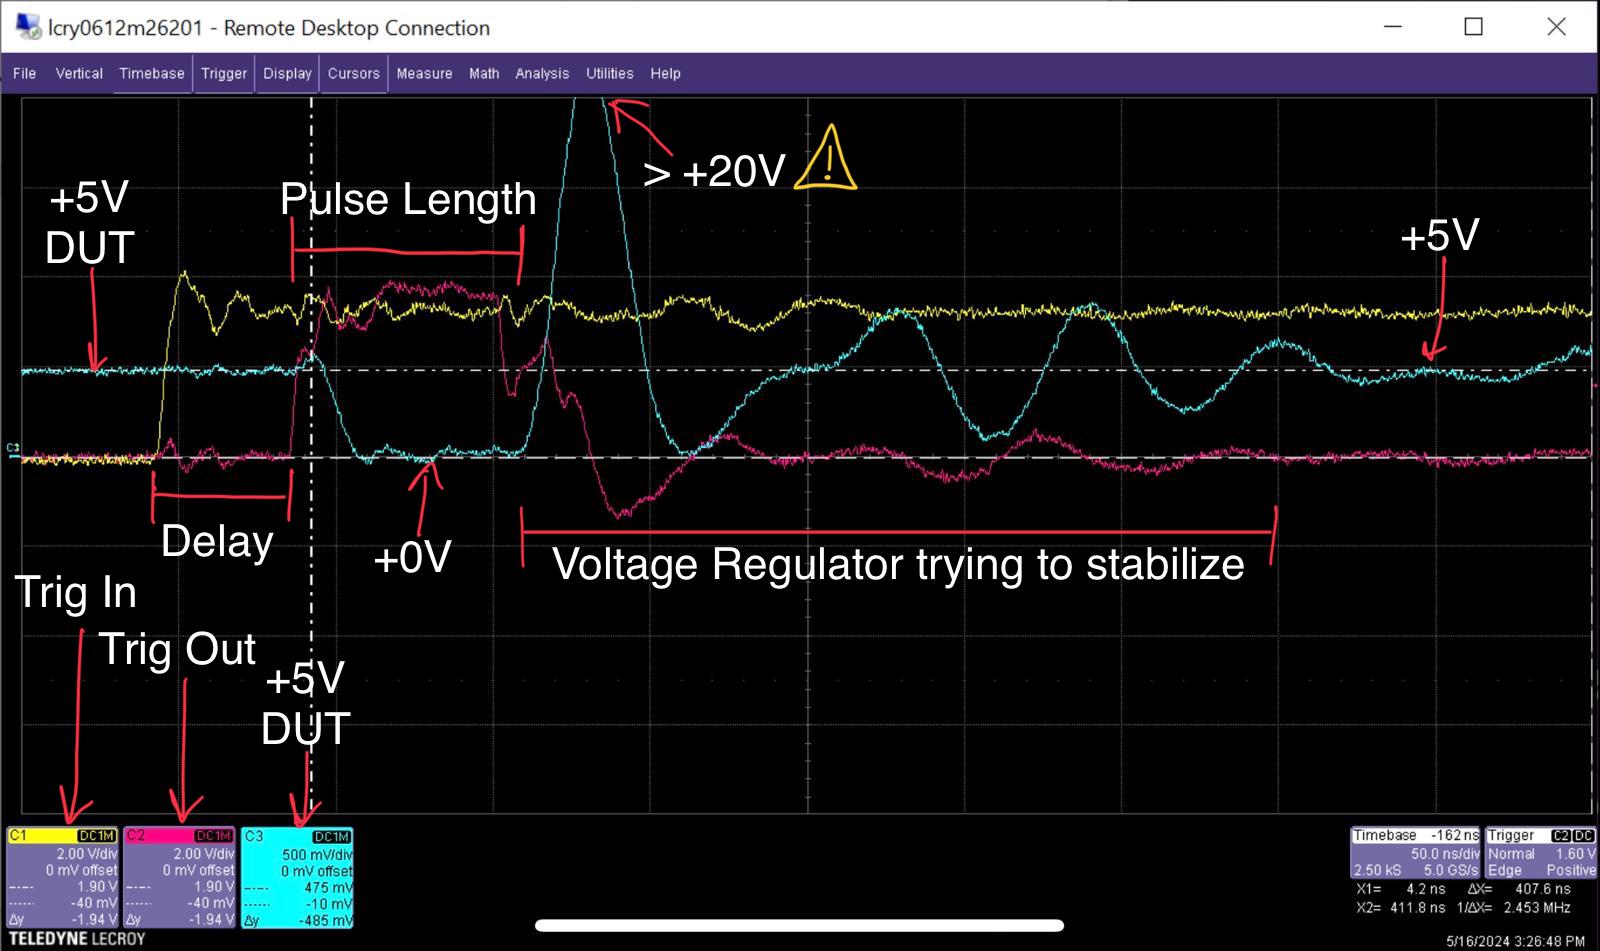 lcry0612m26201 - Remote Desktop Connection
File Vertical Timebase Trigger Display Cursors Measure Math Analysis Utilities Help
> +20V
!
+5V
DUT
Pulse Length
+5V
C3
Delay
+0V
Voltage Regulator trying to stabilize
Trig In
Trig Out
+5V
DUT
C1 DC1M
2.00 V/div
0 mV offset
1.90 V
-40 mV
Δy -1.94 V
C2 DC1M
2.00 V/div
0 mV offset
1.90 V
-40 mV
Δy -1.94 V
C3 DC1M
500 mV/div
0 mV offset
475 mV
-10 mV
Δy -485 mV
Timebase -162 ns
50.0 ns/div
2.50 kS 5.0 GS/s
Trigger C2 DC
Normal 1.60 V
Edge Positive
X1= 4.2 ns ΔX= 407.6 ns
X2= 411.8 ns 1/ΔX= 2.453 MHz
TELEDYNE LECROY
5/16/2024 3:26:48 PM